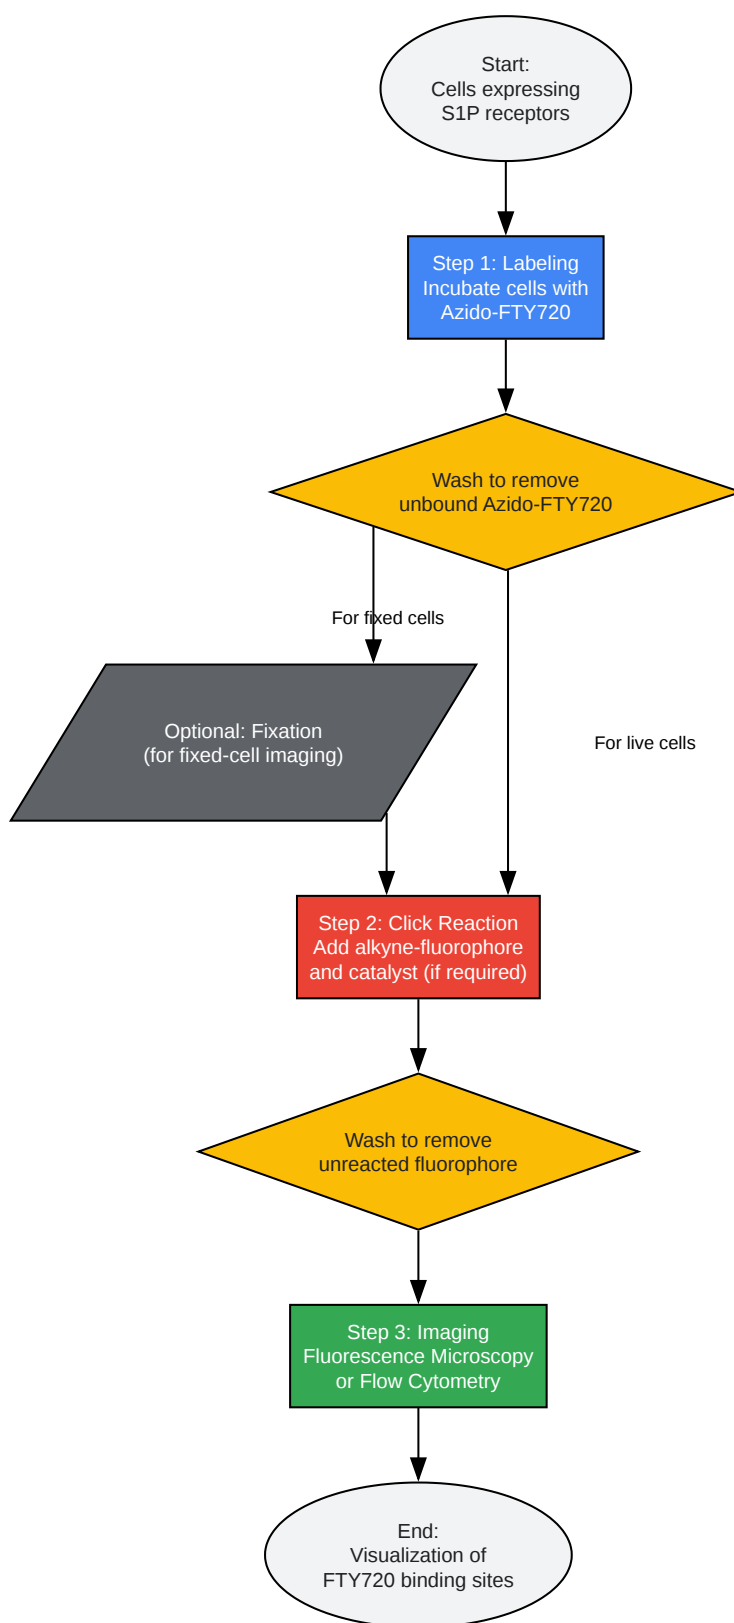 Start:
Cells expressing
S1P receptors
Step 1: Labeling
Incubate cells with
Azido-FTY720
Wash to remove
unbound Azido-FTY720
For fixed cells
Optional: Fixation
(for fixed-cell imaging)
For live cells
Step 2: Click Reaction
Add alkyne-fluorophore
and catalyst (if required)
Wash to remove
unreacted fluorophore
Step 3: Imaging
Fluorescence Microscopy
or Flow Cytometry
End:
Visualization of
FTY720 binding sites